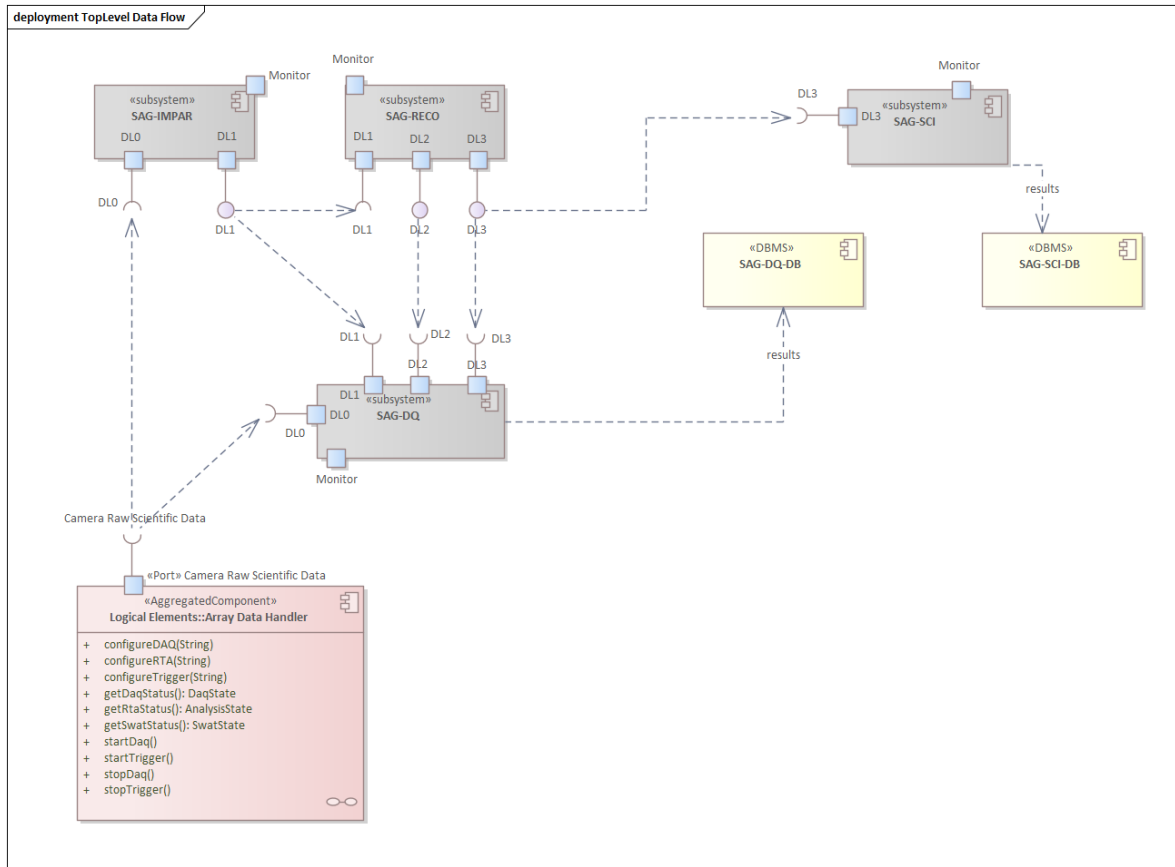 deployment TopLevel Data Flow
Monitor
«subsystem»
SAG-IMPAR
DL0
DL1
DL0
DL1
Monitor
«subsystem»
SAG-RECO
DL1
DL2
DL3
DL1
DL2
DL3
Monitor
DL3
«subsystem»
SAG-SCI
DL3
results
«DBMS»
SAG-DQ-DB
«DBMS»
SAG-SCI-DB
results
DL1
DL2
DL3
DL2
DL3
DL1
«subsystem»
SAG-DQ
DL0
DL0
Monitor
Camera Raw Scientific Data
«Port» Camera Raw Scientific Data
«AggregatedComponent»
Logical Elements::Array Data Handler
+ configureDAQ(String)
+ configureRTA(String)
+ configureTrigger(String)
+ getDaqStatus(): DaqState
+ getRtaStatus(): AnalysisState
+ getSwatStatus(): SwatState
+ startDaq()
+ startTrigger()
+ stopDaq()
+ stopTrigger()